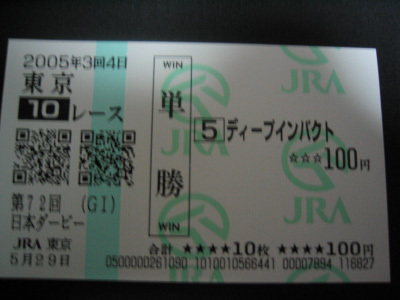 2005年3回4日
東京
10レース
第72回 (GI)
日本ダービー
JRA 東京
5月29日
WIN
単勝
WIN
5 ディープインパクト
☆☆☆100円
JRA
JRA
JRA
JRA
合計 ★★★★10枚 ★★★★100円
0500000261090 1010010566441 00007894 116827